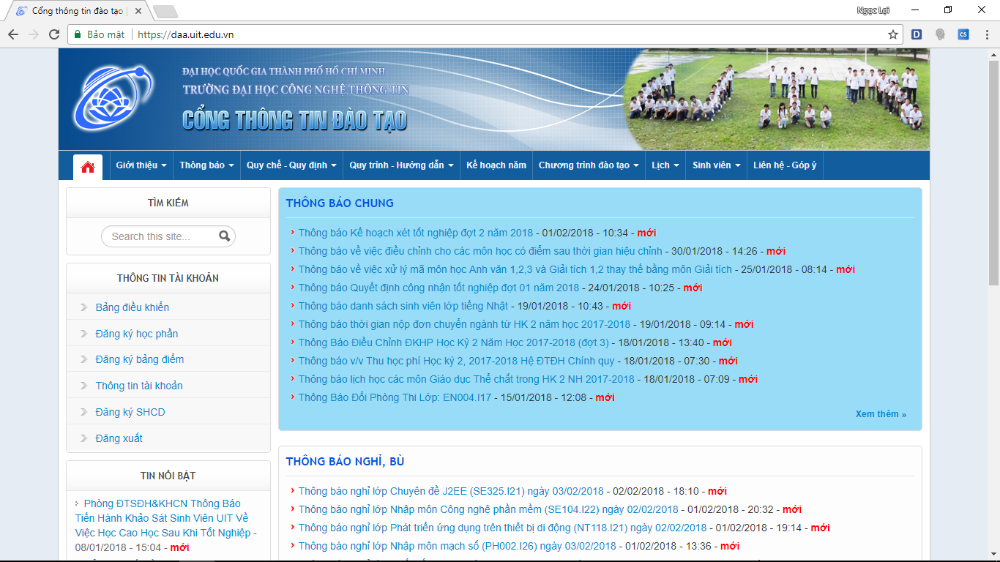 Cổng thông tin đào tạo
Ngọc Lợi
Bảo mật
https://daa.uit.edu.vn
D
CS
ĐẠI HỌC QUỐC GIA THÀNH PHỐ HỒ CHÍ MINH
TRƯỜNG ĐẠI HỌC CÔNG NGHỆ THÔNG TIN
CỔNG THÔNG TIN ĐÀO TẠO
Giới thiệu
Thông báo
Quy chế - Quy định
Quy trình - Hướng dẫn
Kế hoạch năm
Chương trình đào tạo
Lịch
Sinh viên
Liên hệ - Góp ý
TÌM KIẾM
Search this site...
THÔNG TIN TÀI KHOẢN
Bảng điều khiển
Đăng ký học phần
Đăng ký bảng điểm
Thông tin tài khoản
Đăng ký SHCD
Đăng xuất
TIN NỔI BẬT
Phòng ĐTSĐH&KHCN Thông Báo
Tiến Hành Khảo Sát Sinh Viên UIT Về
Việc Học Cao Học Sau Khi Tốt Nghiệp -
08/01/2018 - 15:04 - mới
THÔNG BÁO CHUNG
Thông báo Kế hoạch xét tốt nghiệp đợt 2 năm 2018 - 01/02/2018 - 10:34 - mới
Thông báo về việc điều chỉnh cho các môn học có điểm sau thời gian hiệu chỉnh - 30/01/2018 - 14:26 - mới
Thông báo về việc xử lý mã môn học Anh văn 1,2,3 và Giải tích 1,2 thay thế bằng môn Giải tích - 25/01/2018 - 08:14 - mới
Thông báo Quyết định công nhận tốt nghiệp đợt 01 năm 2018 - 24/01/2018 - 10:25 - mới
Thông báo danh sách sinh viên lớp tiếng Nhật - 19/01/2018 - 10:43 - mới
Thông báo thời gian nộp đơn chuyển ngành từ HK 2 năm học 2017-2018 - 19/01/2018 - 09:14 - mới
Thông Báo Điều Chỉnh ĐKHP Học Kỳ 2 Năm Học 2017-2018 (đợt 3) - 18/01/2018 - 13:40 - mới
Thông báo v/v Thu học phí Học kỳ 2, 2017-2018 Hệ ĐTĐH Chính quy - 18/01/2018 - 07:30 - mới
Thông báo lịch học các môn Giáo dục Thể chất trong HK 2 NH 2017-2018 - 18/01/2018 - 07:09 - mới
Thông Báo Đổi Phòng Thi Lớp: EN004.I17 - 15/01/2018 - 12:08 - mới
Xem thêm »
THÔNG BÁO NGHỈ, BÙ
Thông báo nghỉ lớp Chuyên đề J2EE (SE325.I21) ngày 03/02/2018 - 02/02/2018 - 18:10 - mới
Thông báo nghỉ lớp Nhập môn Công nghệ phần mềm (SE104.I22) ngày 02/02/2018 - 01/02/2018 - 20:32 - mới
Thông báo nghỉ lớp Phát triển ứng dụng trên thiết bị di động (NT118.I21) ngày 02/02/2018 - 01/02/2018 - 19:14 - mới
Thông báo nghỉ lớp Nhập môn mạch số (PH002.I26) ngày 03/02/2018 - 01/02/2018 - 13:36 - mới